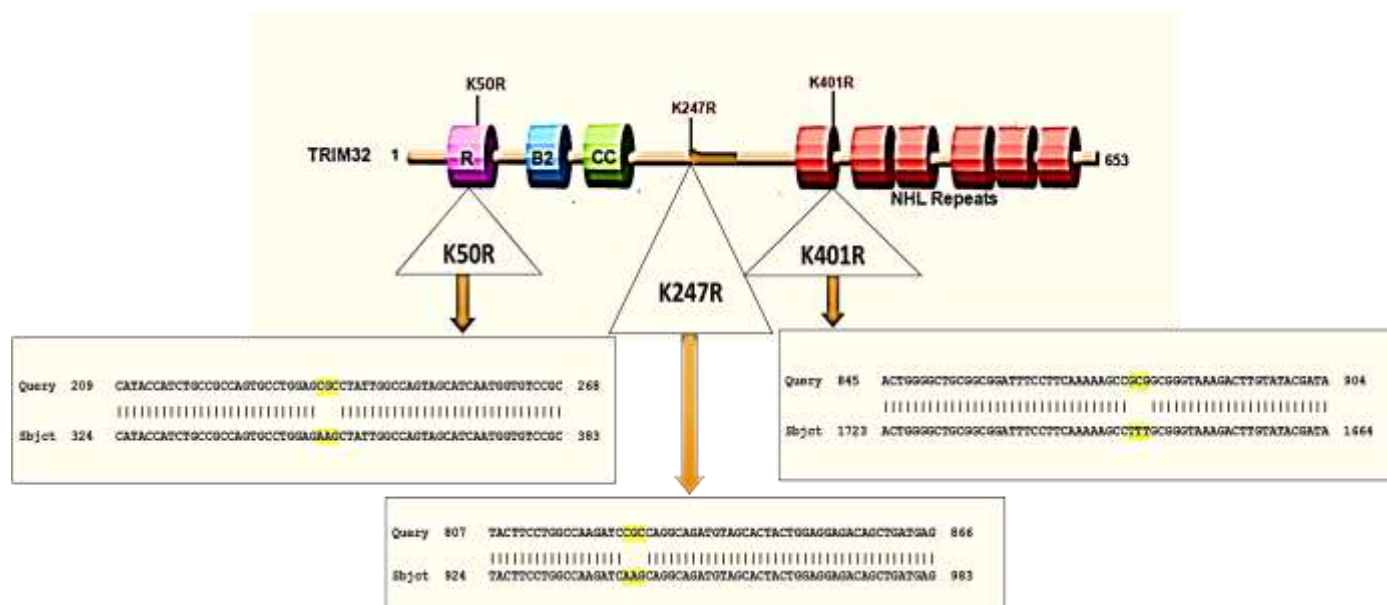 K50R
K401R
K247R
TRIM32 1 R B2 CC 653
NHL Repeats
K50R
K401R
K247R
Query 209 CATACCATCTGCCGCCAGTGCCTGGAGCGCCTATTGGCCAGTAGCATCAATGGTGTCCGC 268
||||||||||||||||||||||||||| ||||||||||||||||||||||||||||||
Sbjct 324 CATACCATCTGCCGCCAGTGCCTGGAGAAGCTATTGGCCAGTAGCATCAATGGTGTCCGC 383
Query 845 ACTGGGGCTGCGGCGGATTTCCTTCAAAAAGCCGCGGCGGGTAAAGACTTGTATACGATA 904
||||||||||||||||||||||||||||||||| ||||||||||||||||||||||||
Sbjct 1723 ACTGGGGCTGCGGCGGATTTCCTTCAAAAAGCCTTTGCGGGTAAAGACTTGTATACGATA 1664
Query 807 TACTTCCTGGCCAAGATCCGCCAGGCAGATGTAGCACTACTGGAGGAGACAGCTGATGAG 866
|||||||||||||||||| |||||||||||||||||||||||||||||||||||||||
Sbjct 924 TACTTCCTGGCCAAGATCAAGCAGGCAGATGTAGCACTACTGGAGGAGACAGCTGATGAG 983